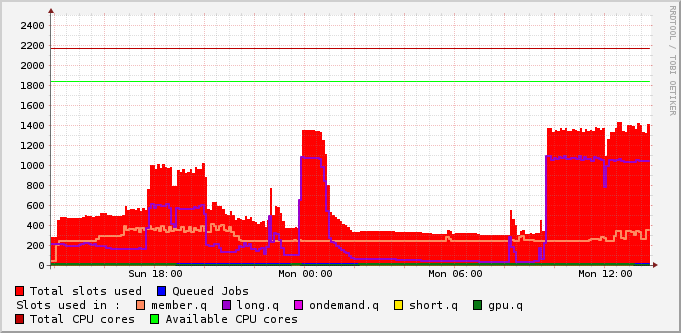 RRDTOOL / TOBI OETIKER
2400
2200
2000
1800
1600
1400
1200
1000
800
600
400
200
0
Sun 18:00 Mon 00:00 Mon 06:00 Mon 12:00
Total slots used Queued Jobs
Slots used in : member.q long.q ondemand.q short.q gpu.q
Total CPU cores Available CPU cores